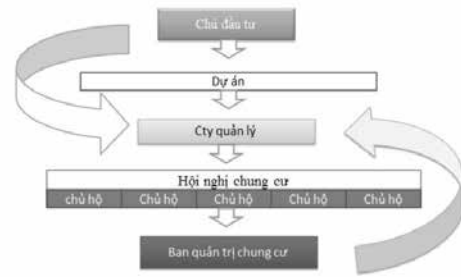 Chủ đầu tư
Dự án
Cty quản lý
Hội nghị chung cư
chủ hộ Chủ hộ Chủ hộ Chủ hộ Chủ hộ
Ban quản trị chung cư